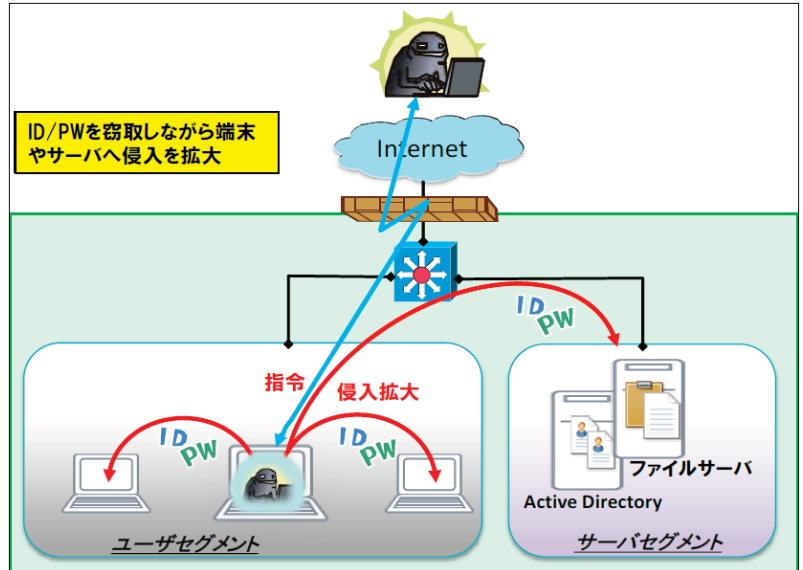 ID/PWを窃取しながら端末
やサーバへ侵入を拡大
Internet
ID
PW
指令
侵入拡大
ID
PW
ID
PW
ファイルサーバ
Active Directory
ユーザセグメント
サーバセグメント